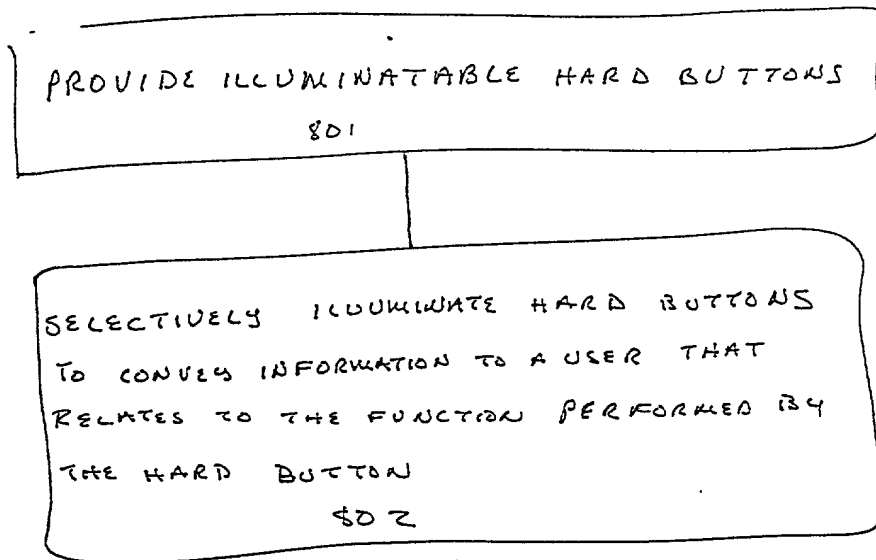 PROVIDE ILLUMINATABLE HARD BUTTONS
801
SELECTIVELY ILLUMINATE HARD BUTTONS
TO CONVEY INFORMATION TO A USER THAT
RELATES TO THE FUNCTION PERFORMED BY
THE HARD BUTTON
802